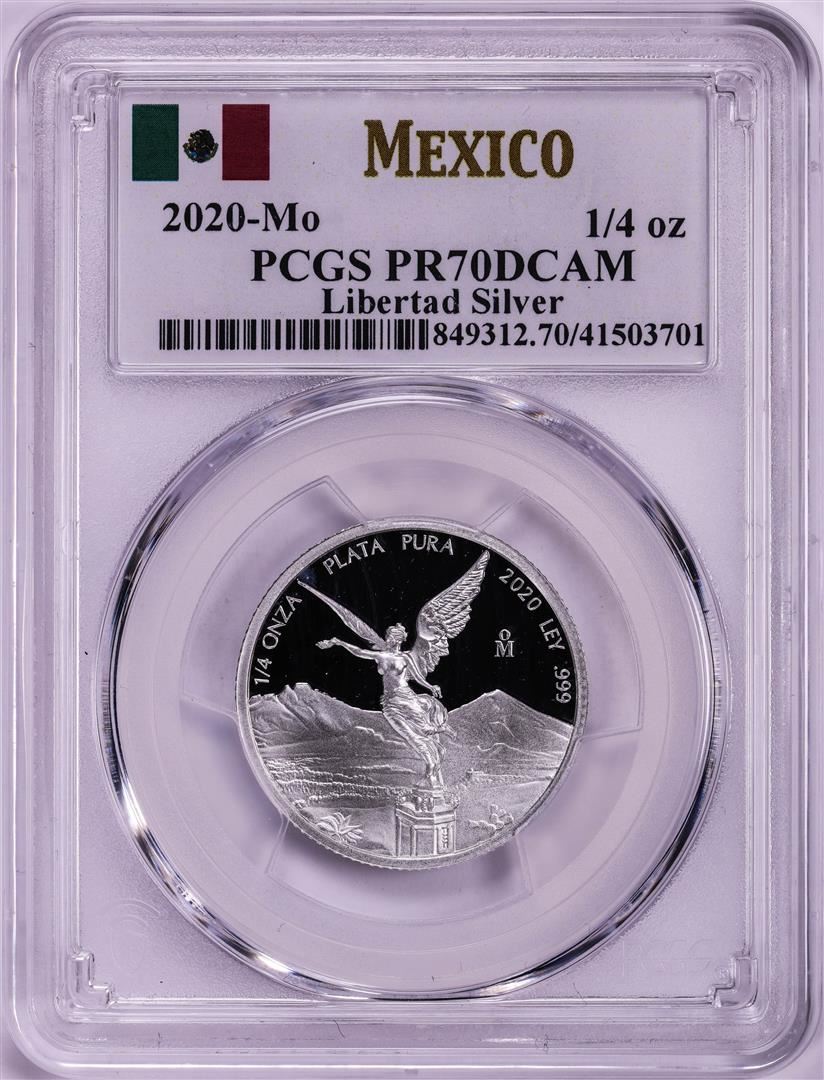 MEXICO
2020-Mo 1/4 oz
PCGS PR70DCAM
Libertad Silver
849312.70/41503701
1/4 ONZA PLATA PURA 2020 LEY .999
Mo